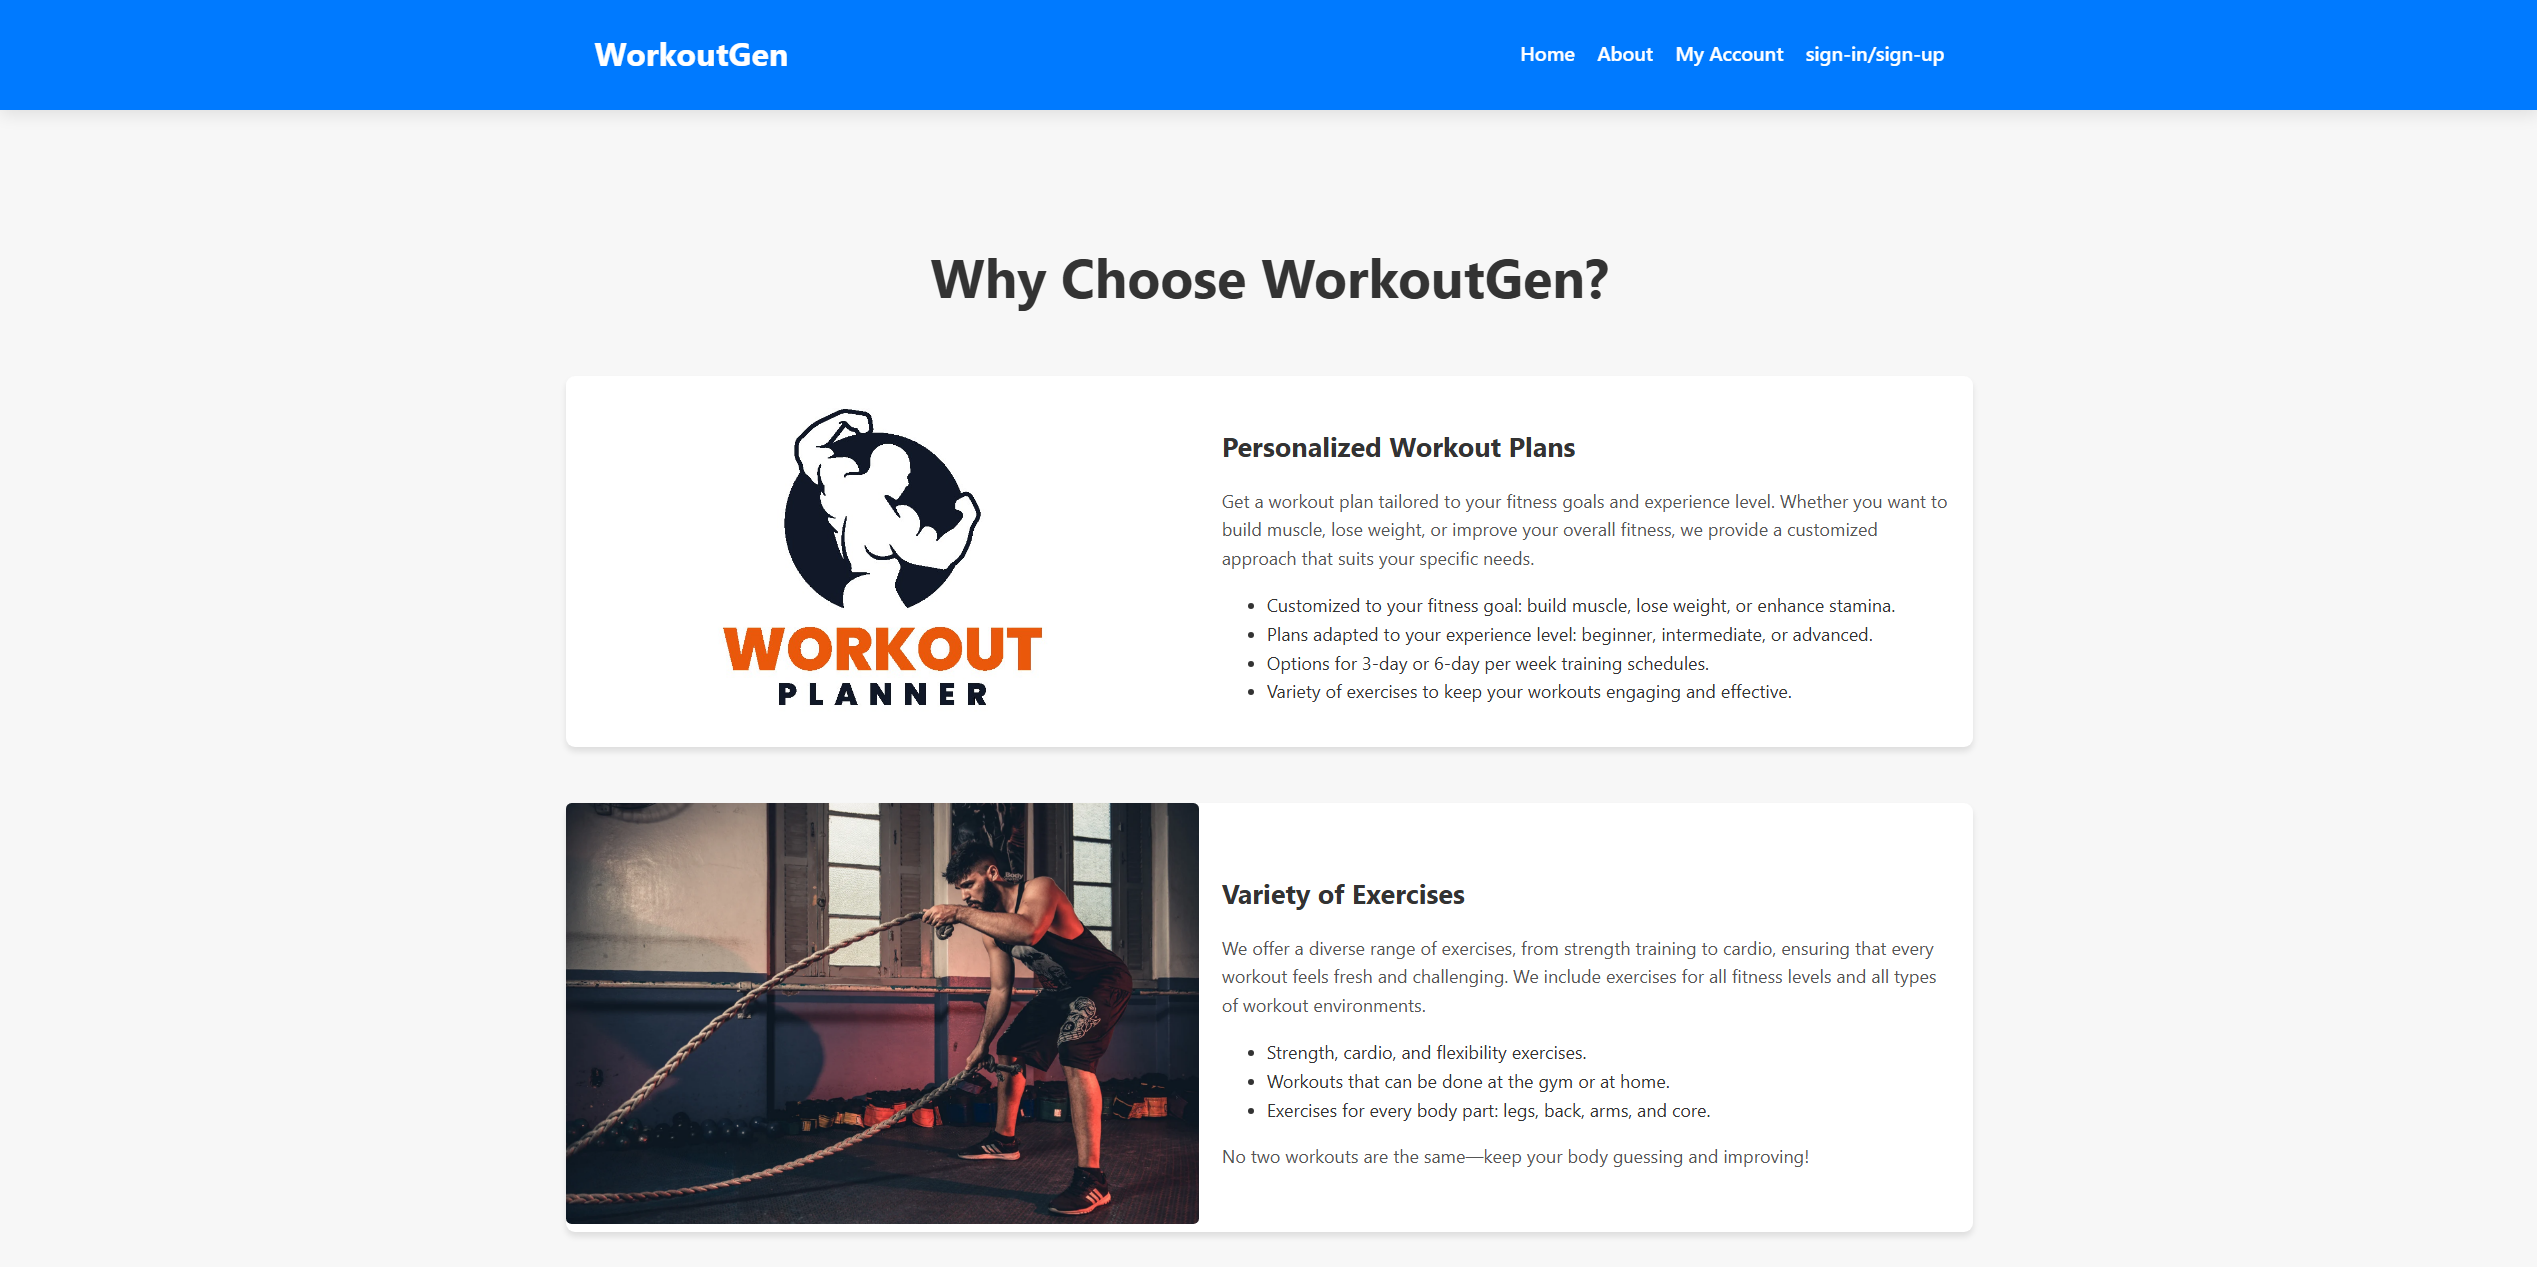 WorkoutGen
Home About My Account sign-in/sign-up
Why Choose WorkoutGen?
WORKOUT
PLANNER
Personalized Workout Plans
Get a workout plan tailored to your fitness goals and experience level. Whether you want to
build muscle, lose weight, or improve your overall fitness, we provide a customized
approach that suits your specific needs.
Customized to your fitness goal: build muscle, lose weight, or enhance stamina.
Plans adapted to your experience level: beginner, intermediate, or advanced.
Options for 3-day or 6-day per week training schedules.
Variety of exercises to keep your workouts engaging and effective.
Body
Variety of Exercises
We offer a diverse range of exercises, from strength training to cardio, ensuring that every
workout feels fresh and challenging. We include exercises for all fitness levels and all types
of workout environments.
Strength, cardio, and flexibility exercises.
Workouts that can be done at the gym or at home.
Exercises for every body part: legs, back, arms, and core.
No two workouts are the same—keep your body guessing and improving!